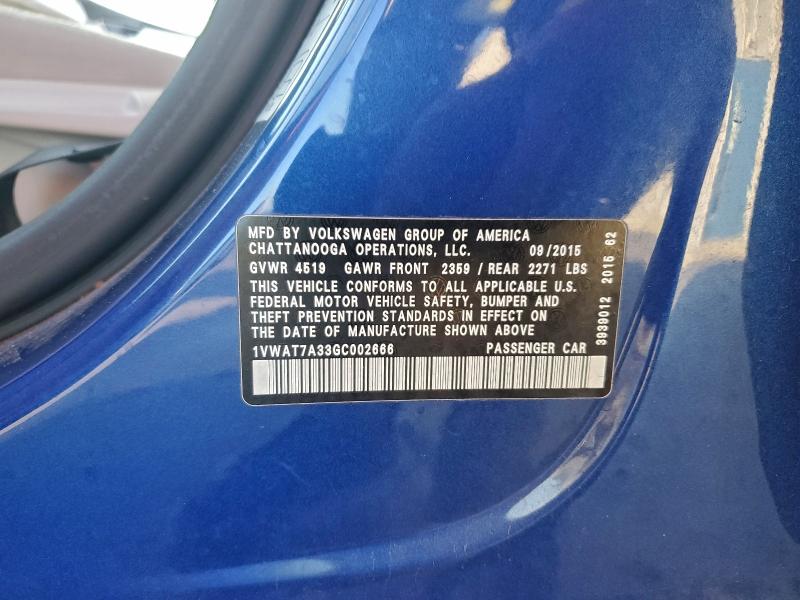 MFD BY VOLKSWAGEN GROUP OF AMERICA
CHATTANOOGA OPERATIONS, LLC. 09/2015
GVWR 4519 GAWR FRONT 2359 / REAR 2271 LBS
THIS VEHICLE CONFORMS TO ALL APPLICABLE U.S.
FEDERAL MOTOR VEHICLE SAFETY, BUMPER AND
THEFT PREVENTION STANDARDS IN EFFECT ON
THE DATE OF MANUFACTURE SHOWN ABOVE
1VWAT7A33GC002666 PASSENGER CAR
3939012 2015 62